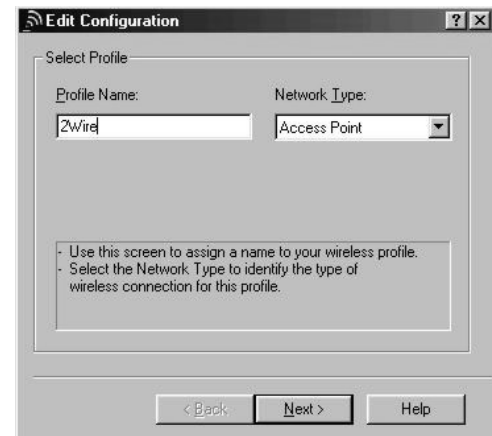 Edit Configuration
? ×
Select Profile
Profile Name:
Network Type:
2Wire
Access Point
- Use this screen to assign a name to your wireless profile.
- Select the Network Type to identify the type of
wireless connection for this profile.
< Back
Next >
Help